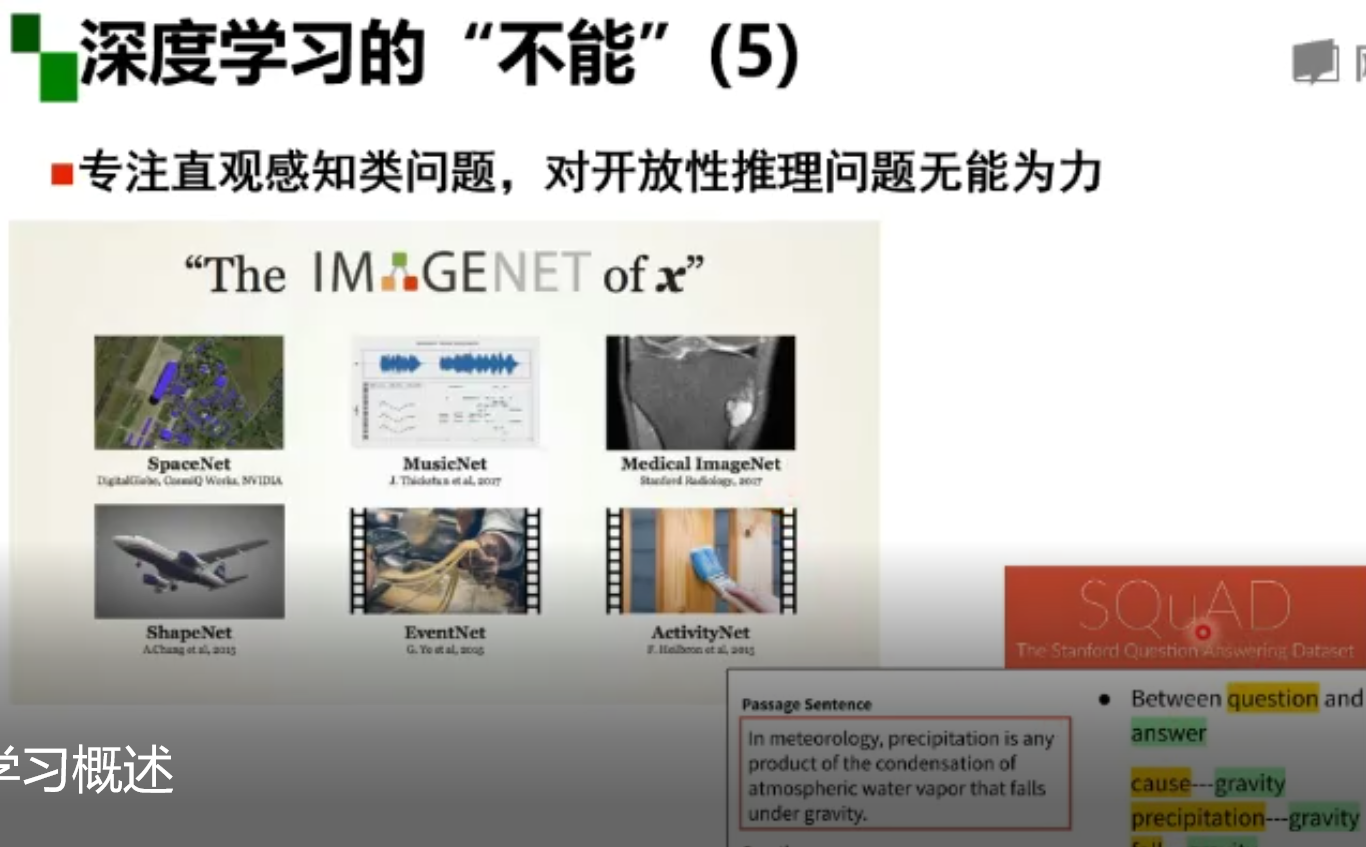 深度学习的“不能”(5)
专注直观感知类问题，对开放性推理问题无能为力
“The IMAGENET of x”
SpaceNet
DigitalGlobe, CosmiQ Works, NVIDIA
MusicNet
J. Thickstun et al, 2017
Medical ImageNet
Stanford Radiology, 2017
ShapeNet
A.Chang et al, 2015
EventNet
G. Ye et al, 2015
ActivityNet
F. Heilbron et al, 2015
SQuAD
The Stanford Question Answering Dataset
Passage Sentence
In meteorology, precipitation is any
product of the condensation of
atmospheric water vapor that falls
under gravity.
Between question and
answer
cause---gravity
precipitation---gravity
学习概述